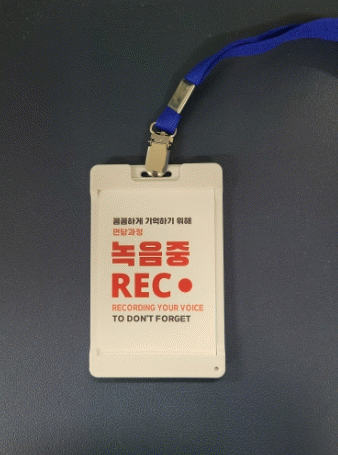 꼼꼼하게 기억하기 위해
면담과정
녹음중
REC
RECORDING YOUR VOICE
TO DON'T FORGET